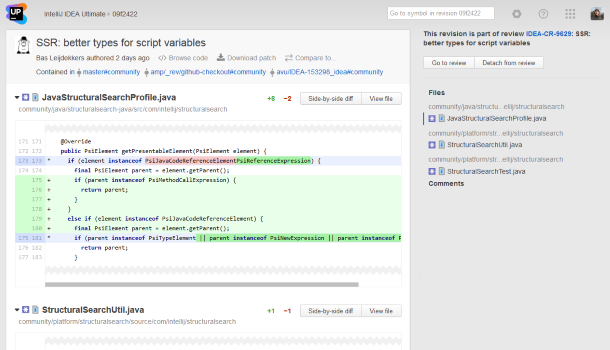 UP
IntelliJ IDEA Ultimate › 09f2422
Go to symbol in revision 09f2422
SSR: better types for script variables
Bas Leijdekkers authored 2 days ago <> Browse code Download patch Compare to...
Contained in master#community amp/_rev/github-checkout#community avu/IDEA-153298_idea#community
JavaStructuralSearchProfile.java +8 −2 Side-by-side diff View file
community/java/structuralsearch-java/src/com/intellij/structuralsearch
171 171 @Override
172 172 public PsiElement getPresentableElement(PsiElement element) {
173 173 * if (element instanceof PsiJavaCodeReferenceElementPsiReferenceExpression) {
174 174 final PsiElement parent = element.getParent();
175 + if (parent instanceof PsiMethodCallExpression) {
176 + return parent;
177 + }
178 + }
179 + else if (element instanceof PsiJavaCodeReferenceElement) {
180 + final PsiElement parent = element.getParent();
175 181 * if (parent instanceof PsiTypeElement || parent instanceof PsiNewExpression || parent instanceof P
176 182 return parent;
177 183 }
StructuralSearchUtil.java +1 −1 Side-by-side diff View file
community/platform/structuralsearch/source/com/intellij/structuralsearch
This revision is part of review IDEA-CR-9629: SSR:
better types for script variables
Go to review Detach from review
Files
community/java/structu...ellij/structuralsearch
JavaStructuralSearchProfile.java
community/platform/str...ellij/structuralsearch
StructuralSearchUtil.java
community/platform/str...ellij/structuralsearch
StructuralSearchTest.java
Comments